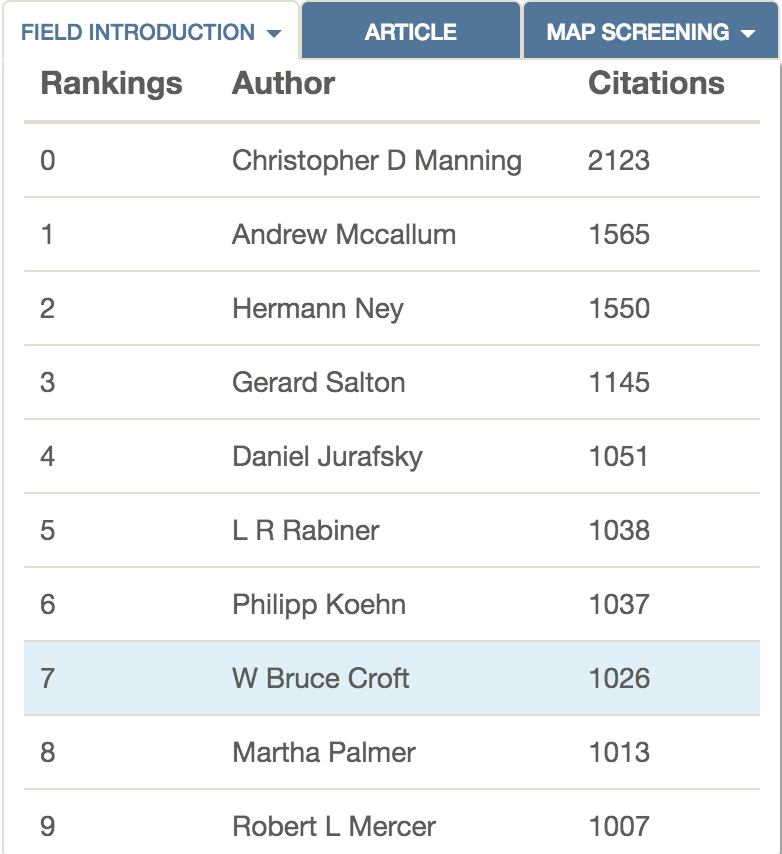 FIELD INTRODUCTION ARTICLE MAP SCREENING
Rankings Author Citations
0 Christopher D Manning 2123
1 Andrew Mccallum 1565
2 Hermann Ney 1550
3 Gerard Salton 1145
4 Daniel Jurafsky 1051
5 L R Rabiner 1038
6 Philipp Koehn 1037
7 W Bruce Croft 1026
8 Martha Palmer 1013
9 Robert L Mercer 1007